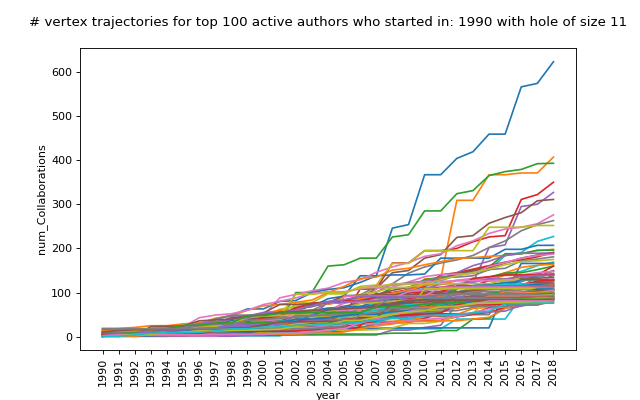 # vertex trajectories for top 100 active authors who started in: 1990 with hole of size 11
num_Collaborations
600
500
400
300
200
100
0
1990 1991 1992 1993 1994 1995 1996 1997 1998 1999 2000 2001 2002 2003 2004 2005 2006 2007 2008 2009 2010 2011 2012 2013 2014 2015 2016 2017 2018
year